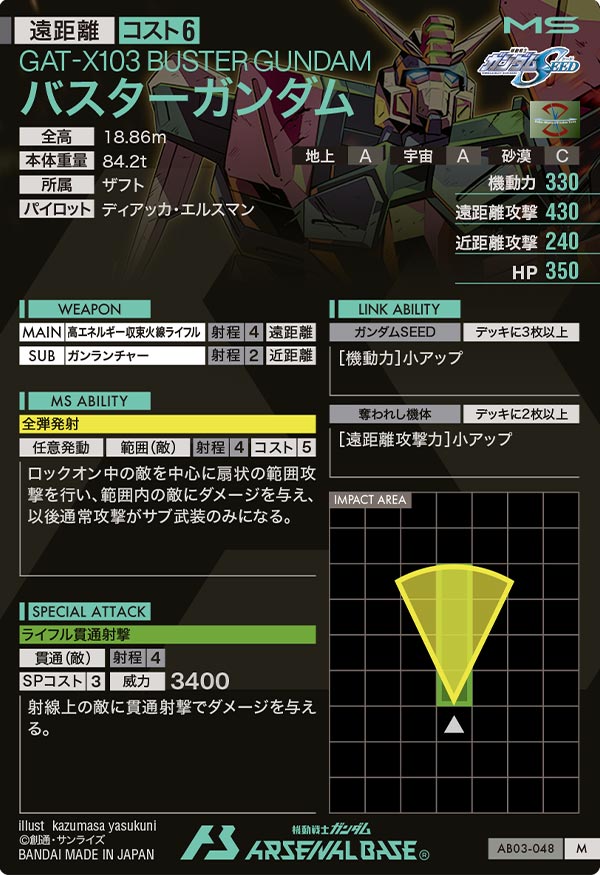 遠距離 コスト6
MS
GAT-X103 BUSTER GUNDAM
バスターガンダム
機動戦士 ガンダムSEED
全高 18.86m
本体重量 84.2t
所属 ザフト
パイロット ディアッカ・エルスマン
地上 A 宇宙 A 砂漠 C
機動力 330
遠距離攻撃 430
近距離攻撃 240
HP 350
WEAPON
MAIN 高エネルギー収束火線ライフル 射程 4 遠距離
SUB ガンランチャー 射程 2 近距離
MS ABILITY
全弾発射
任意発動 範囲(敵) 射程 4 コスト 5
ロックオン中の敵を中心に扇状の範囲攻
撃を行い、範囲内の敵にダメージを与え、
以後通常攻撃がサブ武装のみになる。
SPECIAL ATTACK
ライフル貫通射撃
貫通(敵) 射程 4
SPコスト 3 威力 3400
射線上の敵に貫通射撃でダメージを与え
る。
LINK ABILITY
ガンダムSEED デッキに3枚以上
[機動力]小アップ
奪われし機体 デッキに2枚以上
[遠距離攻撃力]小アップ
IMPACT AREA
illust kazumasa yasukuni
©創通・サンライズ
BANDAI MADE IN JAPAN
機動戦士ガンダム
ARSENAL BASE®
AB03-048 M